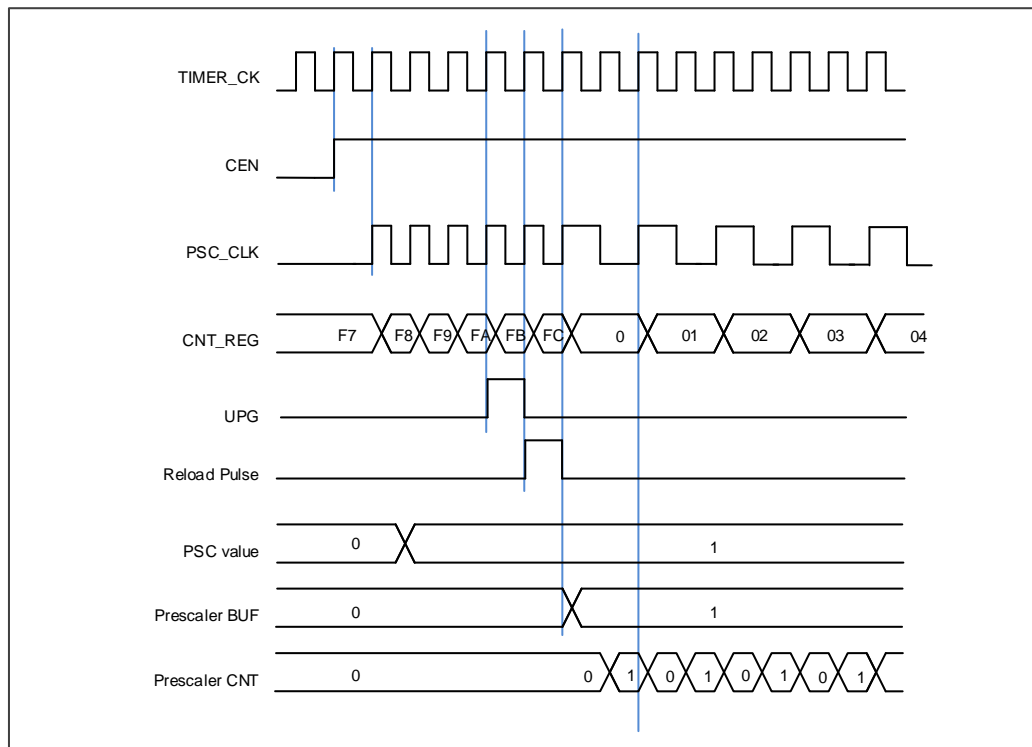 TIMER_CK
CEN
PSC_CLK
CNT_REG F7 F8 F9 FA FB FC 0 01 02 03 04
UPG
Reload Pulse
PSC value 0 1
Prescaler BUF 0 1
Prescaler CNT 0 0 1 0 1 0 1 0 1